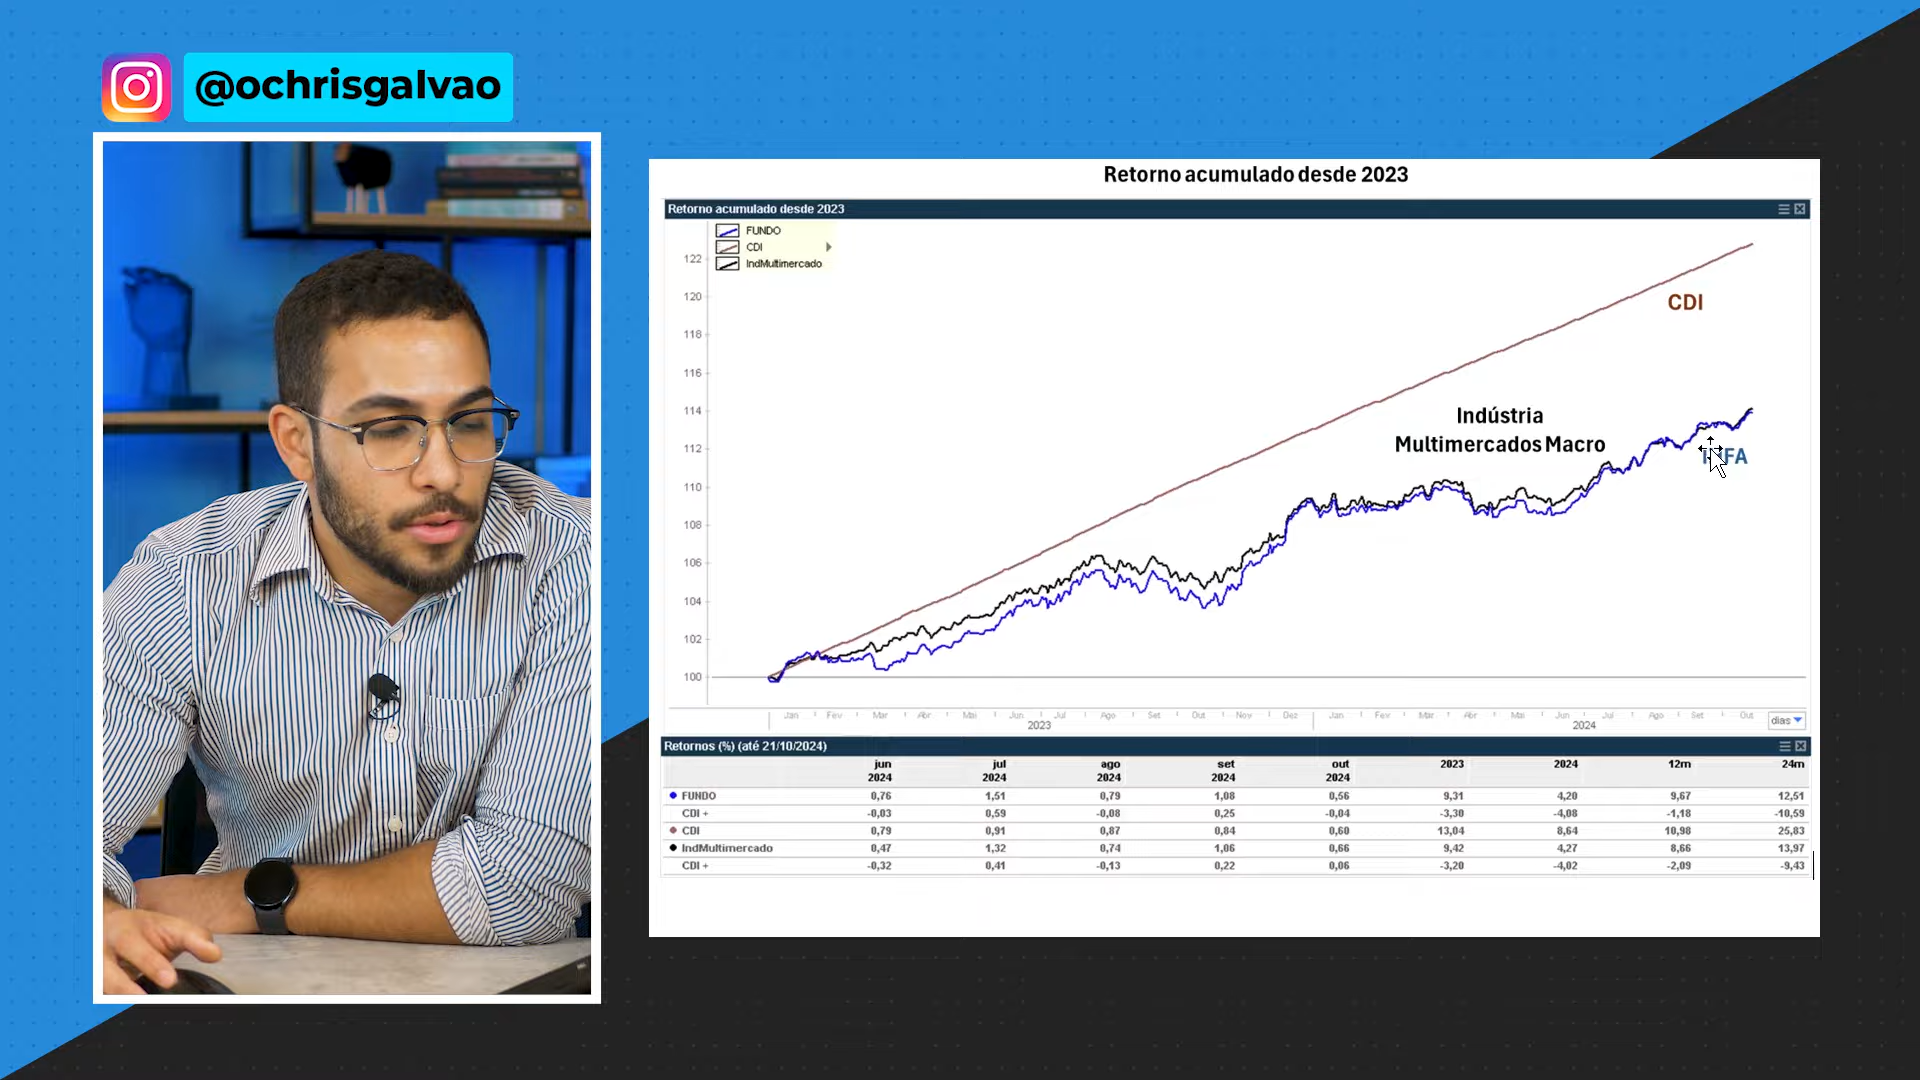 @ochrisgalvao
Retorno acumulado desde 2023
Retorno acumulado desde 2023
FUNDO
CDI
IndMultimercado
122
120
118
116
114
112
110
108
106
104
102
100
CDI
Indústria
Multimercados Macro
Jan Fev Mar Abr Mai Jun Jul Ago Set Out Nov Dez Jan Fev Mar Abr Mai Jun Jul Ago Set Out
2023 2024
dias
Retornos (%) (até 21/10/2024)
jun jul ago set out 2023 2024 12m 24m
2024 2024 2024 2024 2024
FUNDO 0,76 1,51 0,79 1,08 0,56 9,31 4,20 9,67 12,51
CDI + -0,03 0,59 -0,08 0,25 -0,04 -3,30 -4,08 -1,18 -10,59
CDI 0,79 0,91 0,87 0,84 0,60 13,04 8,64 10,98 25,83
IndMultimercado 0,47 1,32 0,74 1,06 0,66 9,42 4,27 8,66 13,97
CDI + -0,32 0,41 -0,13 0,22 0,06 -3,20 -4,02 -2,09 -9,43